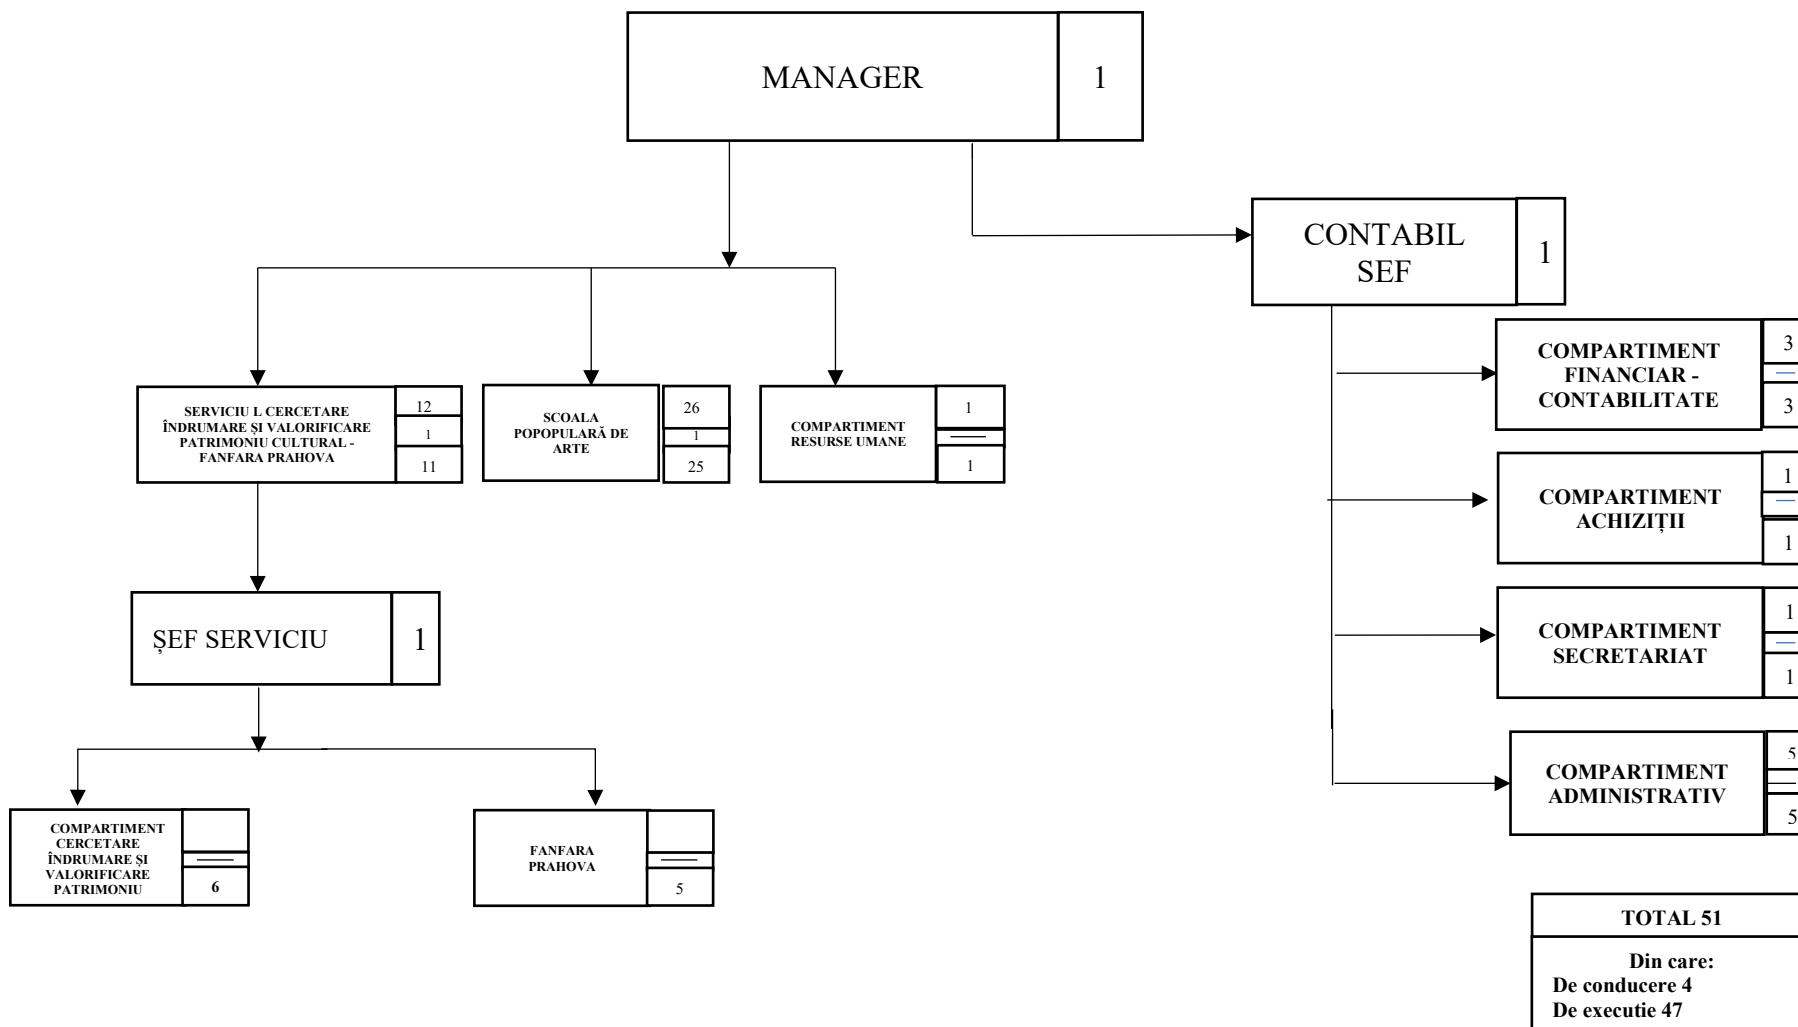 MANAGER
1
CONTABIL
SEF
1
COMPARTIMENT
FINANCIAR -
CONTABILITATE
3
—
3
SERVICIU L CERCETARE
ÎNDRUMARE ȘI VALORIFICARE
PATRIMONIU CULTURAL -
FANFARA PRAHOVA
12
1
11
SCOALA
POPOPULARĂ DE
ARTE
26
1
25
COMPARTIMENT
RESURSE UMANE
1
—
1
COMPARTIMENT
ACHIZIȚII
1
—
1
ȘEF SERVICIU
1
COMPARTIMENT
SECRETARIAT
1
—
1
COMPARTIMENT
ADMINISTRATIV
5
—
5
COMPARTIMENT
CERCETARE
ÎNDRUMARE ȘI
VALORIFICARE
PATRIMONIU
—
6
FANFARA
PRAHOVA
—
5
TOTAL 51
Din care:
De conducere 4
De executie 47